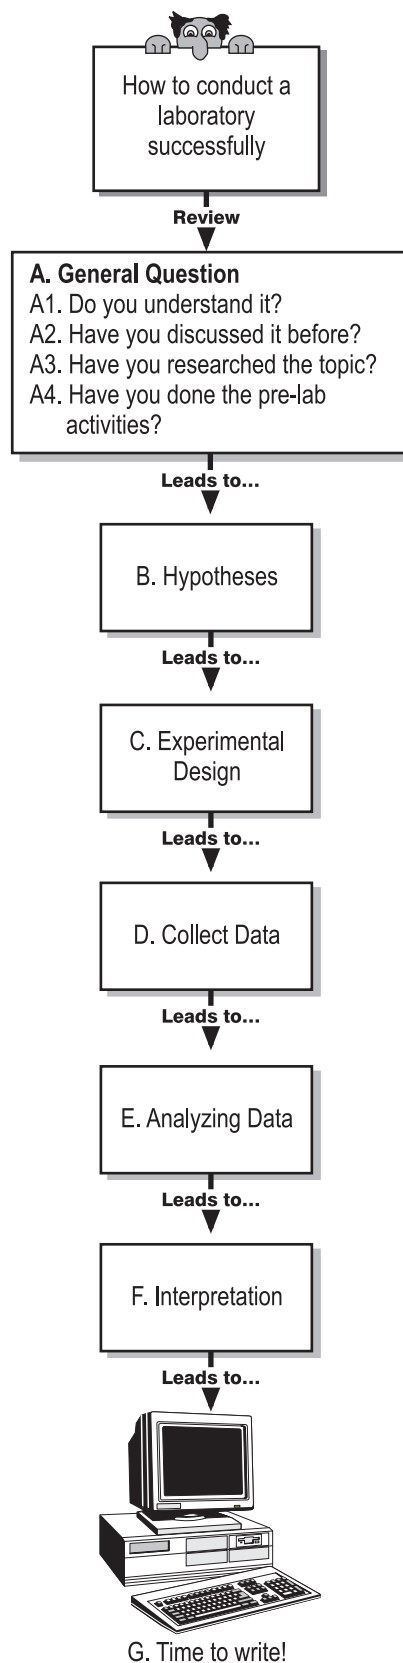 How to conduct a
laboratory
successfully
Review
A. General Question
A1. Do you understand it?
A2. Have you discussed it before?
A3. Have you researched the topic?
A4. Have you done the pre-lab
activities?
Leads to...
B. Hypotheses
Leads to...
C. Experimental
Design
Leads to...
D. Collect Data
Leads to...
E. Analyzing Data
Leads to...
F. Interpretation
Leads to...
G. Time to write!